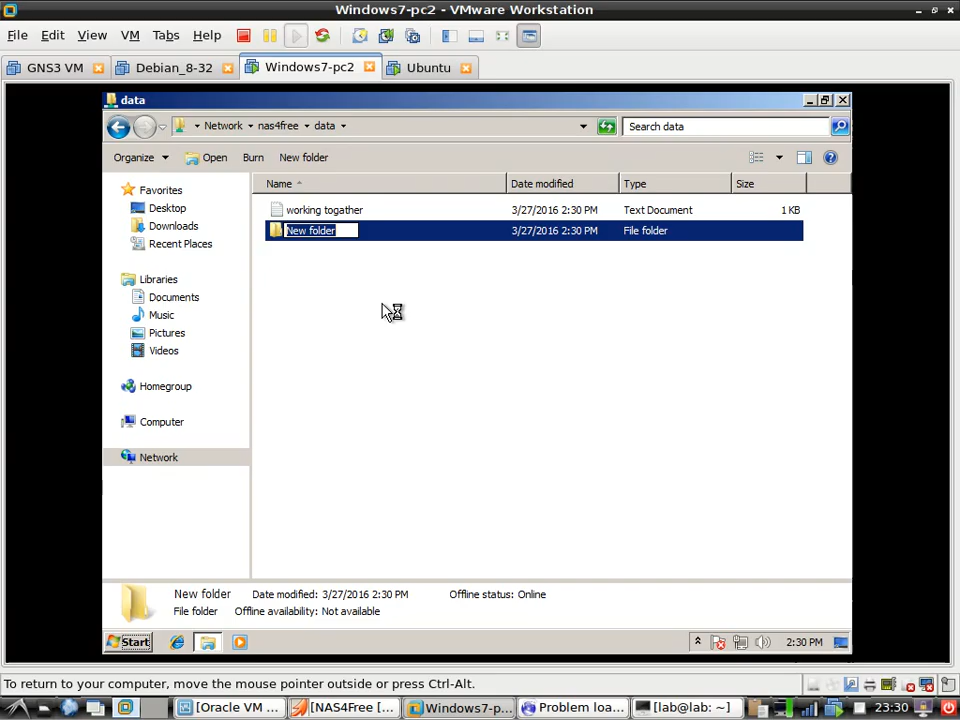 Windows7-pc2 - VMware Workstation
File Edit View VM Tabs Help
GNS3 VM Debian_8-32 Windows7-pc2 Ubuntu
data
Network nas4free data Search data
Organize Open Burn New folder
Name Date modified Type Size
Favorites
Desktop
Downloads
Recent Places
Libraries
Documents
Music
Pictures
Videos
Homegroup
Computer
Network
working togather 3/27/2016 2:30 PM Text Document 1 KB
New folder 3/27/2016 2:30 PM File folder
New folder Date modified: 3/27/2016 2:30 PM Offline status: Online
File folder Offline availability: Not available
Start 2:30 PM
To return to your computer, move the mouse pointer outside or press Ctrl-Alt.
[Oracle VM ... [NAS4Free [... Windows7-p... Problem loa... [lab@lab: ~] 23:30